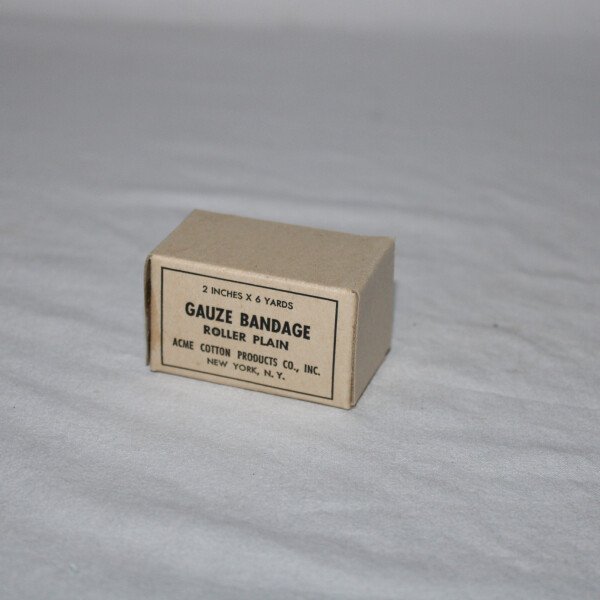 2 INCHES X 6 YARDS
GAUZE BANDAGE
ROLLER PLAIN
ACME COTTON PRODUCTS CO., INC.
NEW YORK, N. Y.